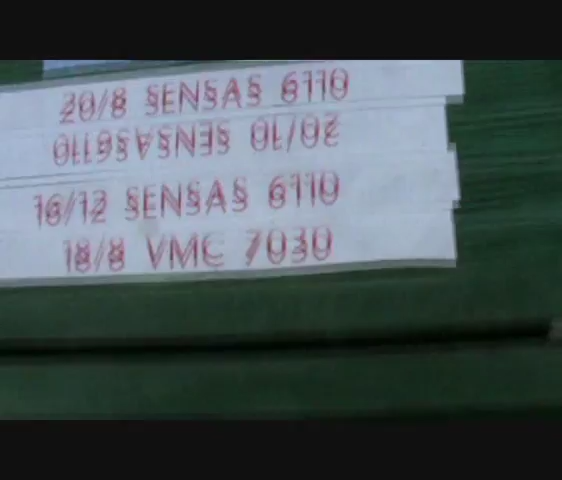 20/8 SENSAS 6110
20/10 SENSAS 6110
16/12 SENSAS 6110
18/8 VMC 7030